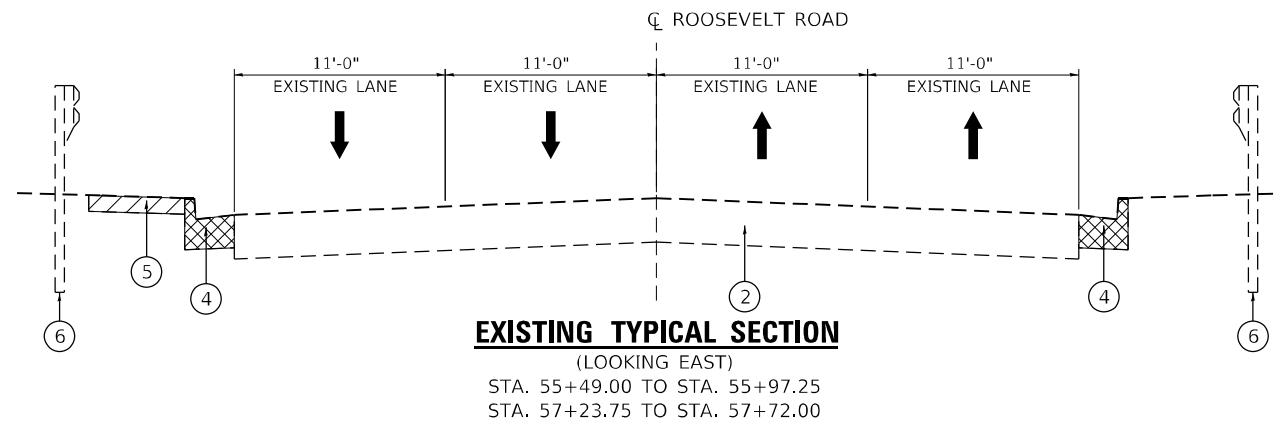 ℄ ROOSEVELT ROAD
11'-0" 11'-0" 11'-0" 11'-0"
EXISTING LANE EXISTING LANE EXISTING LANE EXISTING LANE
5 4 2 4
6 6
EXISTING TYPICAL SECTION
(LOOKING EAST)
STA. 55+49.00 TO STA. 55+97.25
STA. 57+23.75 TO STA. 57+72.00